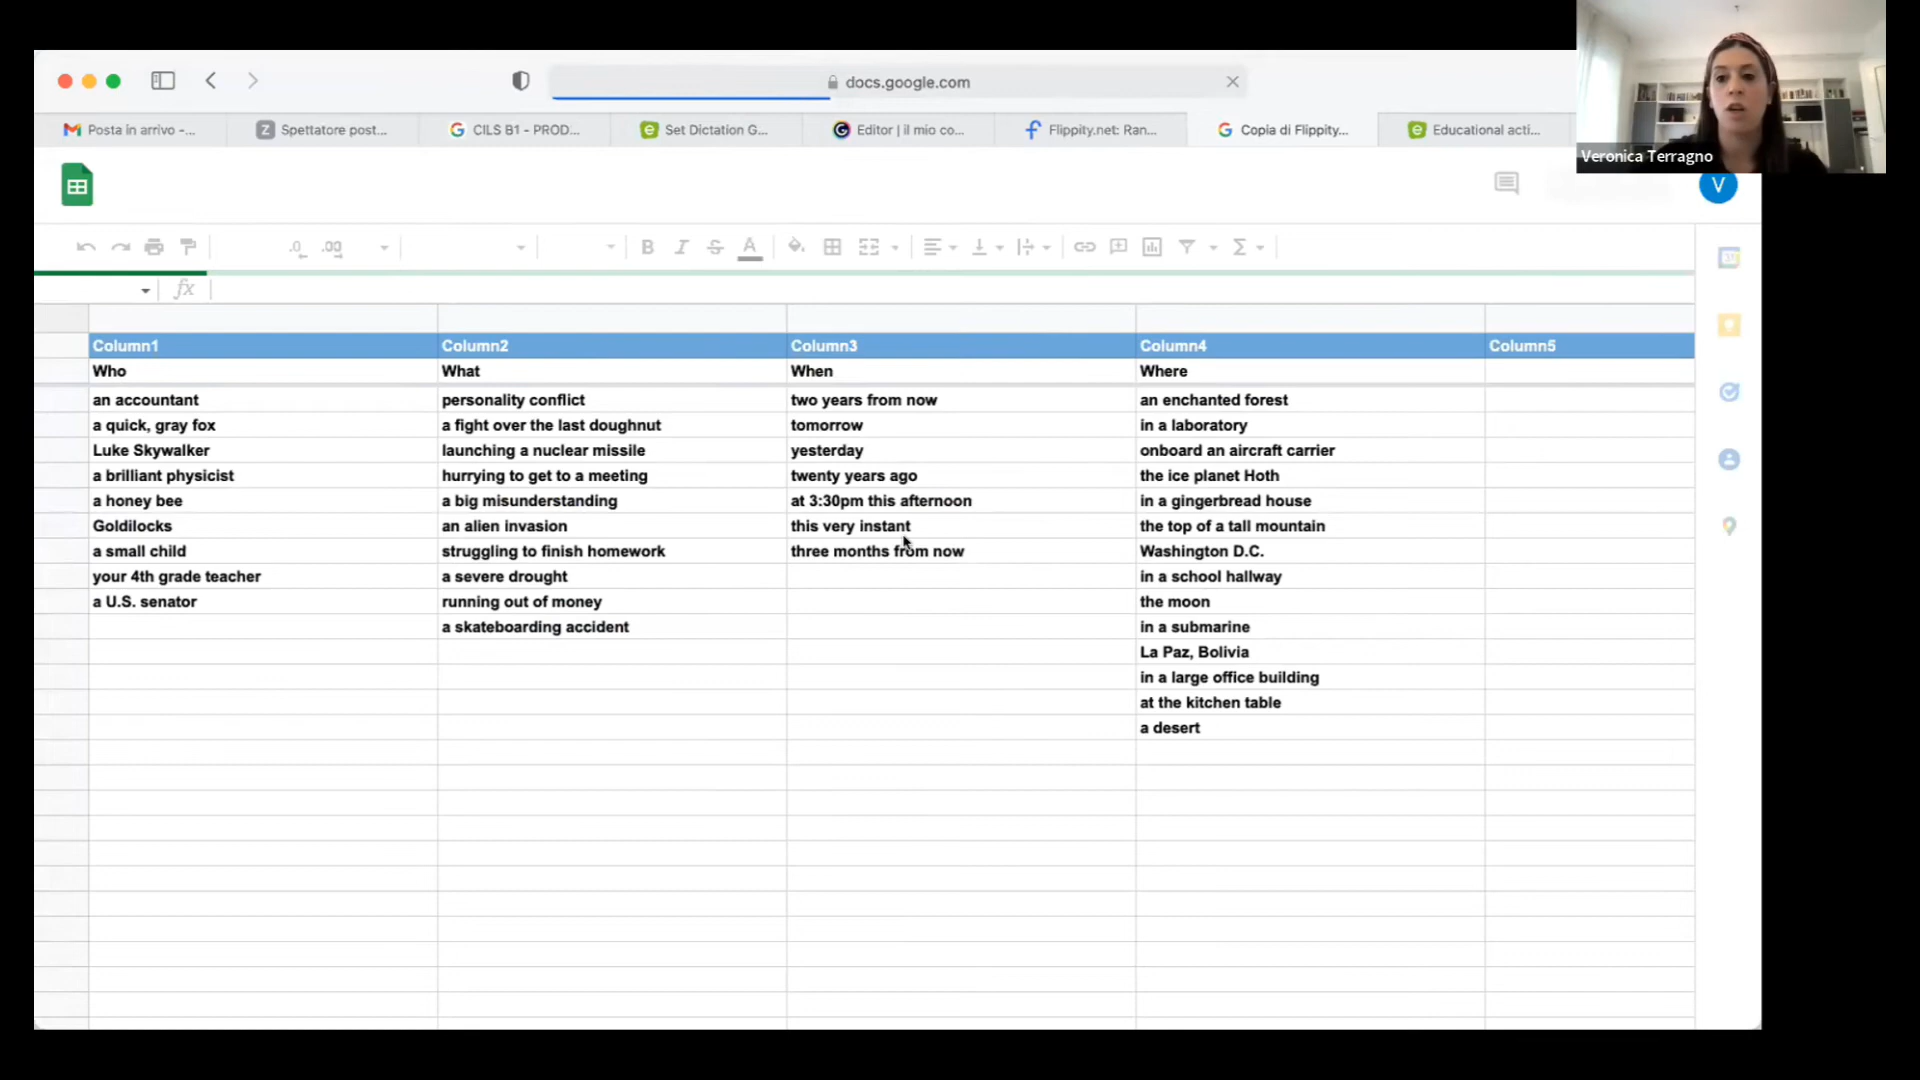 docs.google.com
Posta in arrivo -...
Spettatore post...
CILS B1 - PROD...
Set Dictation G...
Editor | il mio co...
Flippity.net: Ran...
Copia di Flippity...
Educational acti...
Veronica Terragno
V
.0 .00
B I S A
fx
Column1 Column2 Column3 Column4 Column5
Who What When Where
an accountant personality conflict two years from now an enchanted forest
a quick, gray fox a fight over the last doughnut tomorrow in a laboratory
Luke Skywalker launching a nuclear missile yesterday onboard an aircraft carrier
a brilliant physicist hurrying to get to a meeting twenty years ago the ice planet Hoth
a honey bee a big misunderstanding at 3:30pm this afternoon in a gingerbread house
Goldilocks an alien invasion this very instant the top of a tall mountain
a small child struggling to finish homework three months from now Washington D.C.
your 4th grade teacher a severe drought in a school hallway
a U.S. senator running out of money the moon
a skateboarding accident in a submarine
La Paz, Bolivia
in a large office building
at the kitchen table
a desert